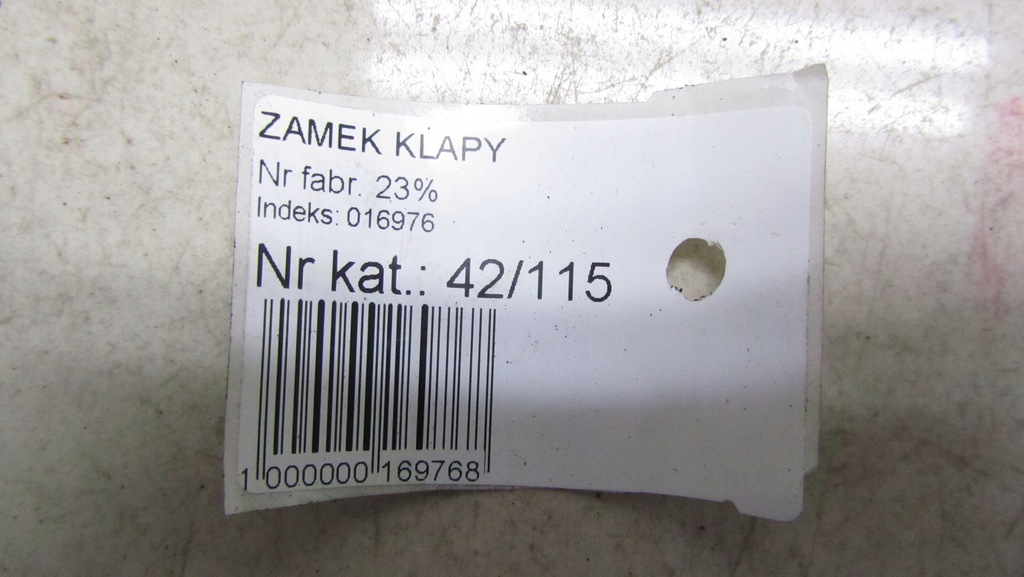 ZAMEK KLAPY
Nr fabr. 23%
Indeks: 016976
Nr kat.: 42/115
1 000000 169768